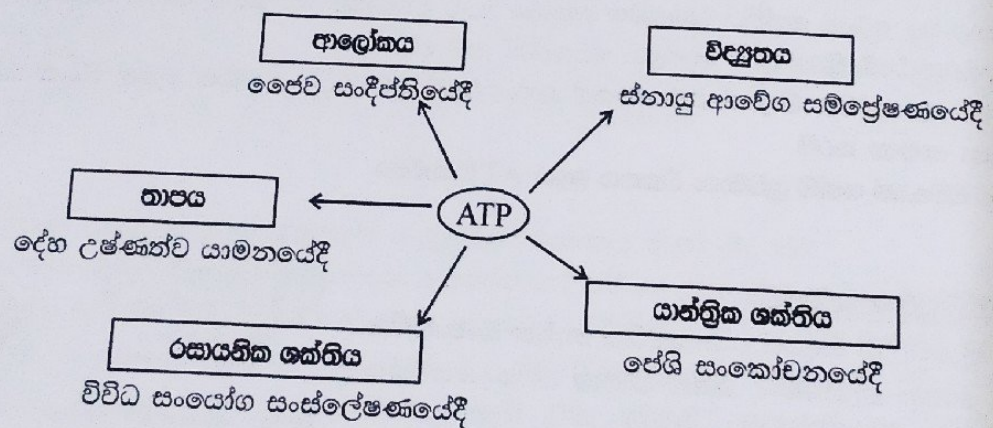 ආලෝකය
ජෛව සංදීප්තියේදී
විද්‍යුතය
ස්නායු ආවේග සම්ප්‍රේෂණයේදී
තාපය
දේහ උෂ්ණත්ව යාමනයේදී
ATP
යාන්ත්‍රික ශක්තිය
පේශි සංකෝචනයේදී
රසායනික ශක්තිය
විවිධ සංයෝග සංස්ලේෂණයේදී